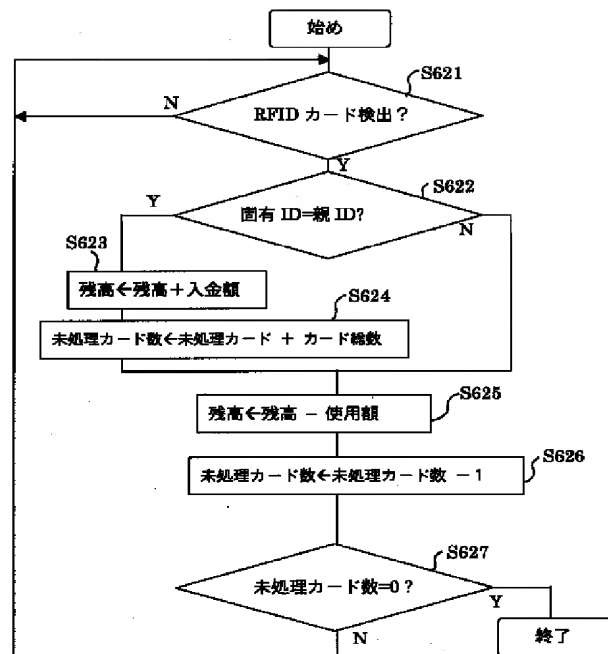 始め
S621
N
RFID カード検出？
Y
S622
Y
固有 ID=親 ID?
N
S623
残高←残高＋入金額
S624
未処理カード数←未処理カード ＋ カード総数
S625
残高←残高 − 使用額
S626
未処理カード数←未処理カード数 −１
S627
未処理カード数=0？
Y
N
終了